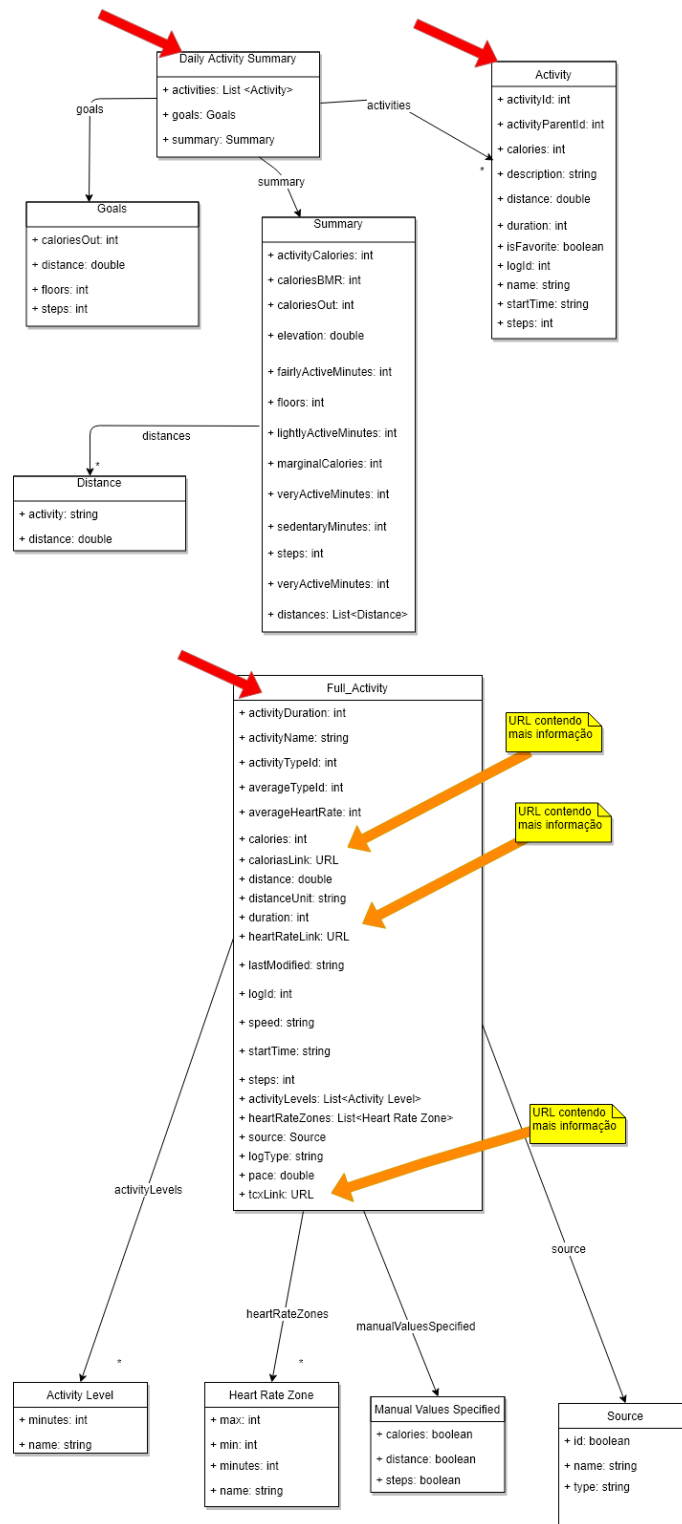 Daily Activity Summary
+ activities: List <Activity>
+ goals: Goals
+ summary: Summary
goals
activities
*
summary
Activity
+ activityId: int
+ activityParentId: int
+ calories: int
+ description: string
+ distance: double
+ duration: int
+ isFavorite: boolean
+ logId: int
+ name: string
+ startTime: string
+ steps: int
Goals
+ caloriesOut: int
+ distance: double
+ floors: int
+ steps: int
Summary
+ activityCalories: int
+ caloriesBMR: int
+ caloriesOut: int
+ elevation: double
+ fairlyActiveMinutes: int
+ floors: int
+ lightlyActiveMinutes: int
+ marginalCalories: int
+ veryActiveMinutes: int
+ sedentaryMinutes: int
+ steps: int
+ veryActiveMinutes: int
+ distances: List<Distance>
distances
*
Distance
+ activity: string
+ distance: double
Full_Activity
+ activityDuration: int
+ activityName: string
+ activityTypeId: int
+ averageTypeId: int
+ averageHeartRate: int
+ calories: int
+ caloriasLink: URL
+ distance: double
+ distanceUnit: string
+ duration: int
+ heartRateLink: URL
+ lastModified: string
+ logId: int
+ speed: string
+ startTime: string
+ steps: int
+ activityLevels: List<Activity Level>
+ heartRateZones: List<Heart Rate Zone>
+ source: Source
+ logType: string
+ pace: double
+ tcxLink: URL
URL contendo
mais informação
URL contendo
mais informação
URL contendo
mais informação
activityLevels
*
heartRateZones
*
manualValuesSpecified
source
Activity Level
+ minutes: int
+ name: string
Heart Rate Zone
+ max: int
+ min: int
+ minutes: int
+ name: string
Manual Values Specified
+ calories: boolean
+ distance: boolean
+ steps: boolean
Source
+ id: boolean
+ name: string
+ type: string